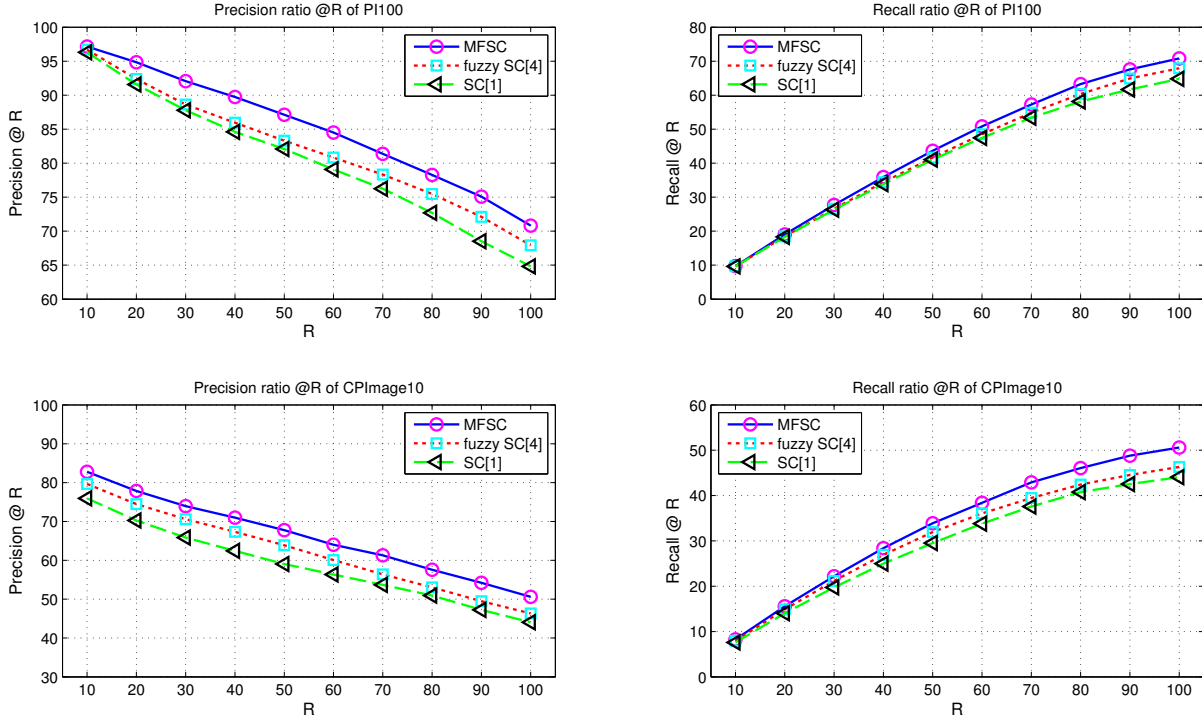 Precision ratio @R of PI100
100
95
90
85
80
75
70
65
60
Precision @ R
MFSC
fuzzy SC[4]
SC[1]
10 20 30 40 50 60 70 80 90 100
R
Recall ratio @R of PI100
80
70
60
50
40
30
20
10
0
Recall @ R
MFSC
fuzzy SC[4]
SC[1]
10 20 30 40 50 60 70 80 90 100
R
Precision ratio @R of CPImage10
100
90
80
70
60
50
40
30
Precision @ R
MFSC
fuzzy SC[4]
SC[1]
10 20 30 40 50 60 70 80 90 100
R
Recall ratio @R of CPImage10
60
50
40
30
20
10
0
Recall @ R
MFSC
fuzzy SC[4]
SC[1]
10 20 30 40 50 60 70 80 90 100
R